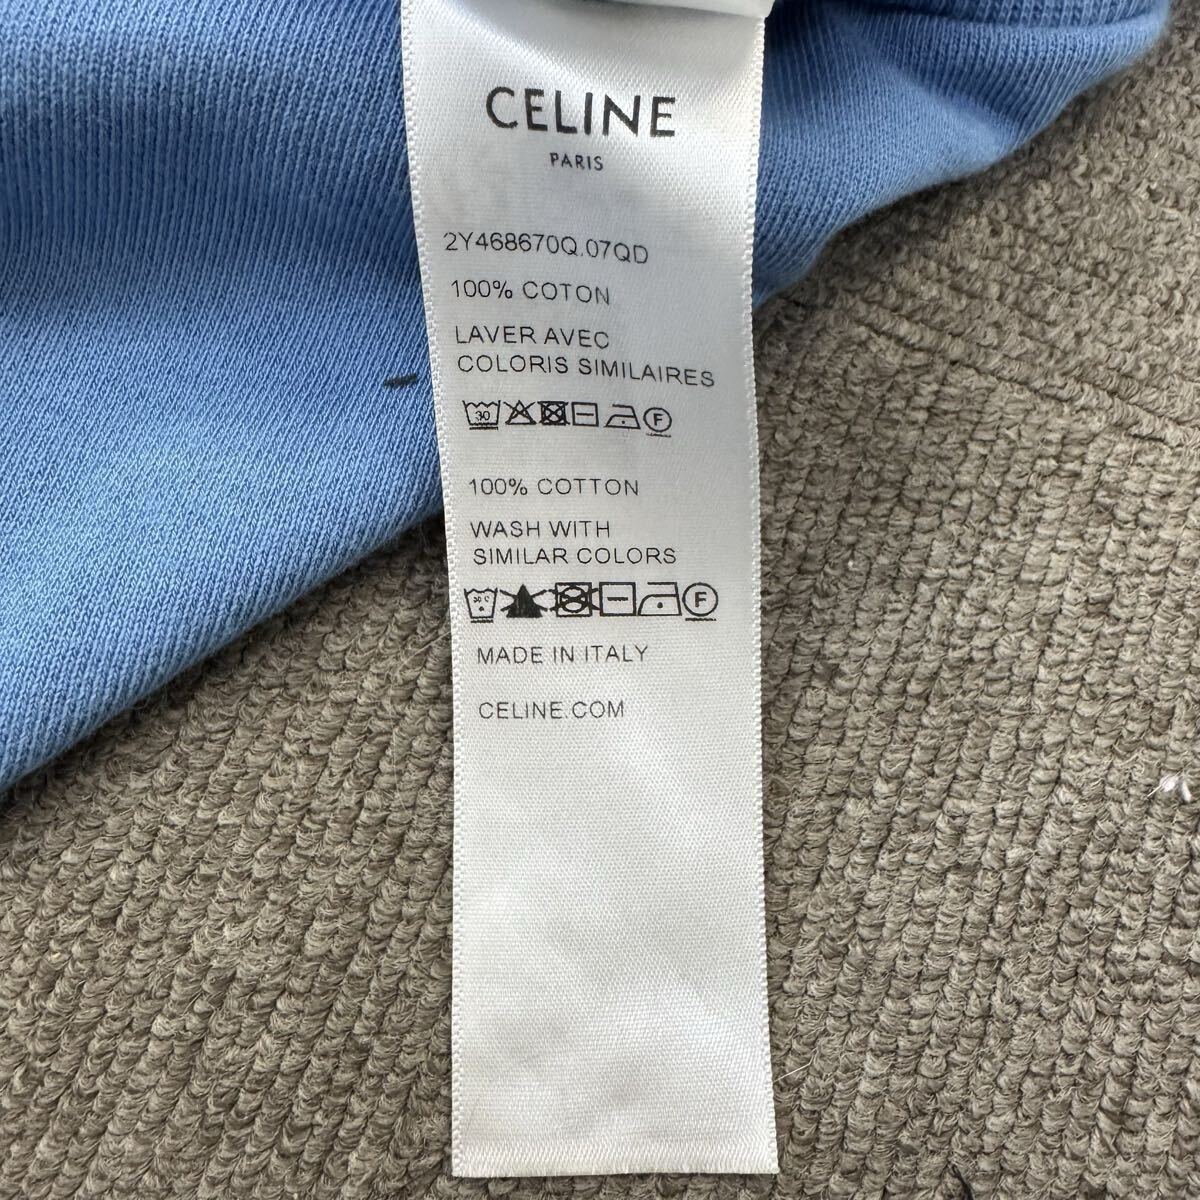 CELINE
PARIS
2Y468670Q.07QD
100% COTON
LAVER AVEC
COLORIS SIMILAIRES
30
F
100% COTTON
WASH WITH
SIMILAR COLORS
F
MADE IN ITALY
CELINE.COM